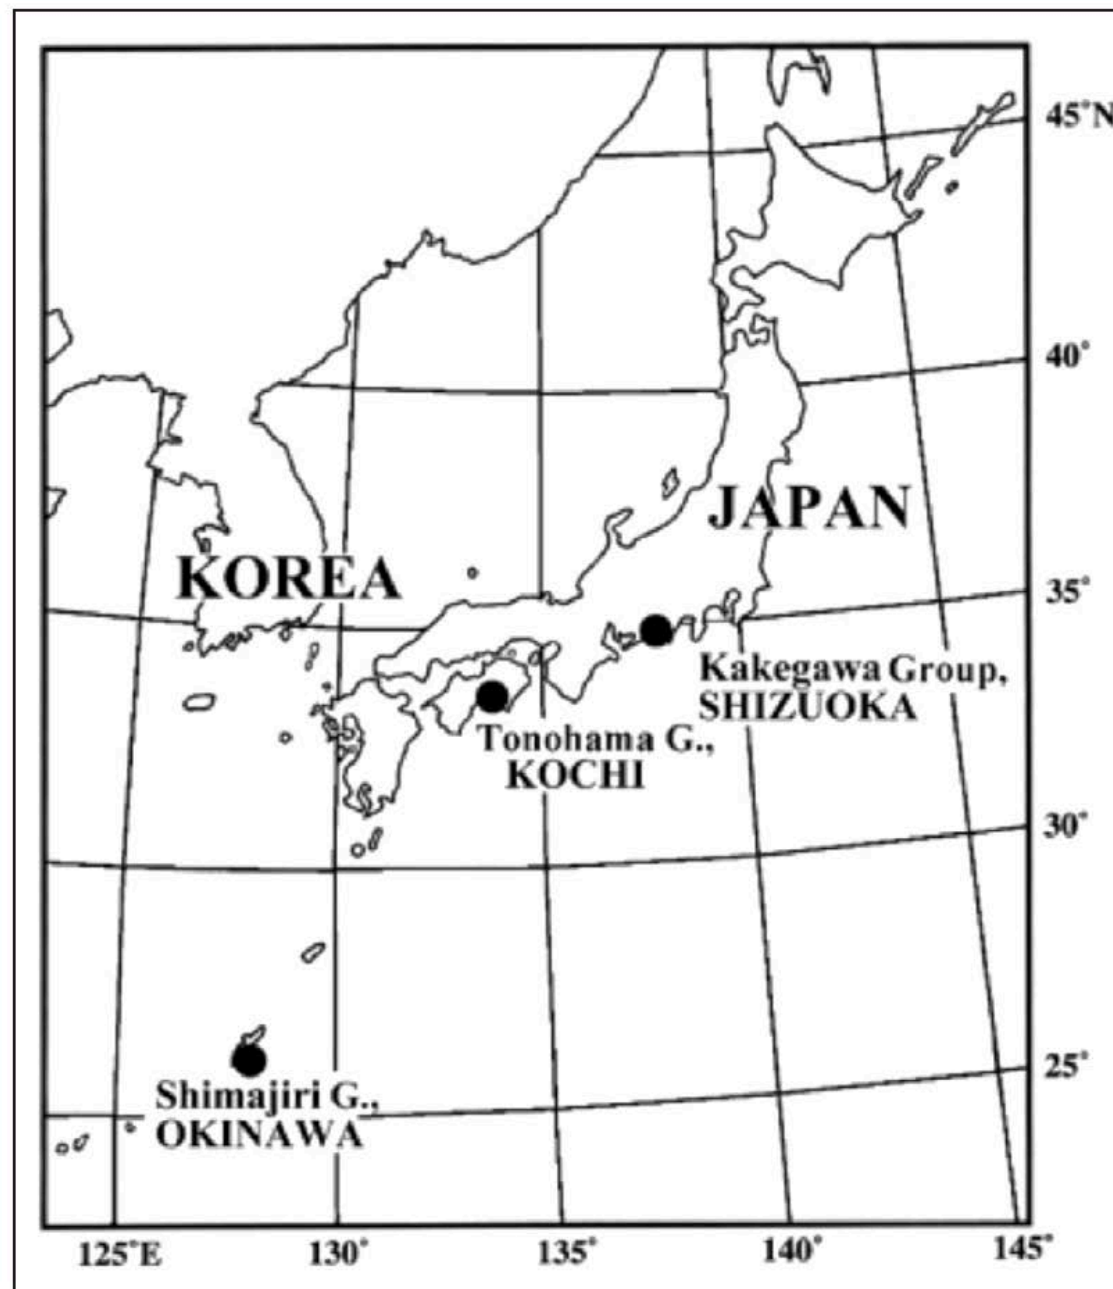 45°N
40°
JAPAN
KOREA
35°
Kakegawa Group,
SHIZUOKA
Tonohama G.,
KOCHI
30°
25°
Shimajiri G.,
OKINAWA
125°E 130° 135° 140° 145°